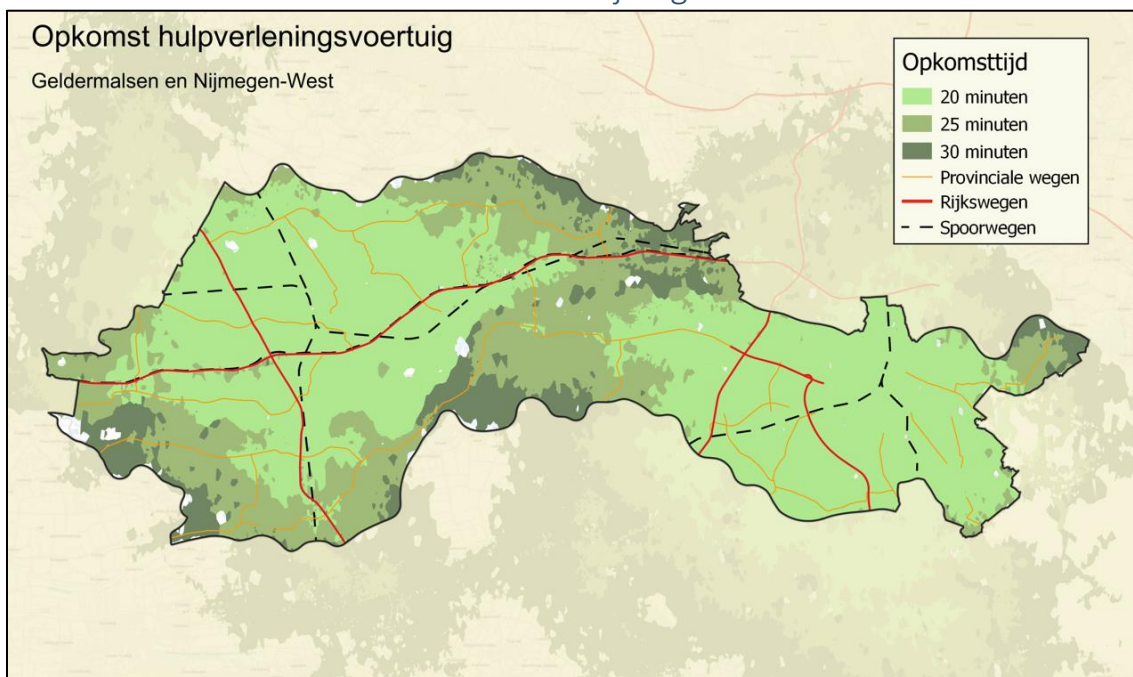 Opkomst hulpverleningsvoertuig
Geldermalsen en Nijmegen-West
Opkomsttijd
20 minuten
25 minuten
30 minuten
Provinciale wegen
Rijkswegen
Spoorwegen